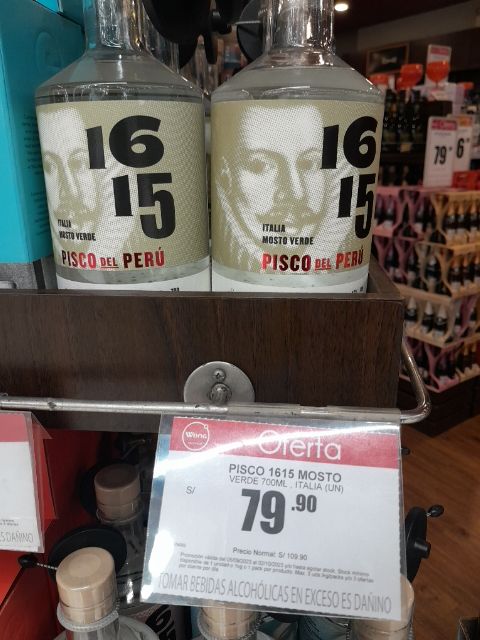 16
15
ITALIA
MOSTO VERDE
PISCO DEL PERÚ
16
15
ITALIA
MOSTO VERDE
PISCO DEL PERÚ
79
6
Wong
Oferta
PISCO 1615 MOSTO
VERDE 700ML , ITALIA (UN)
S/ 79.90
Precio Normal: S/ 109.90
TOMAR BEBIDAS ALCOHÓLICAS EN EXCESO ES DAÑINO
ES DAÑINO